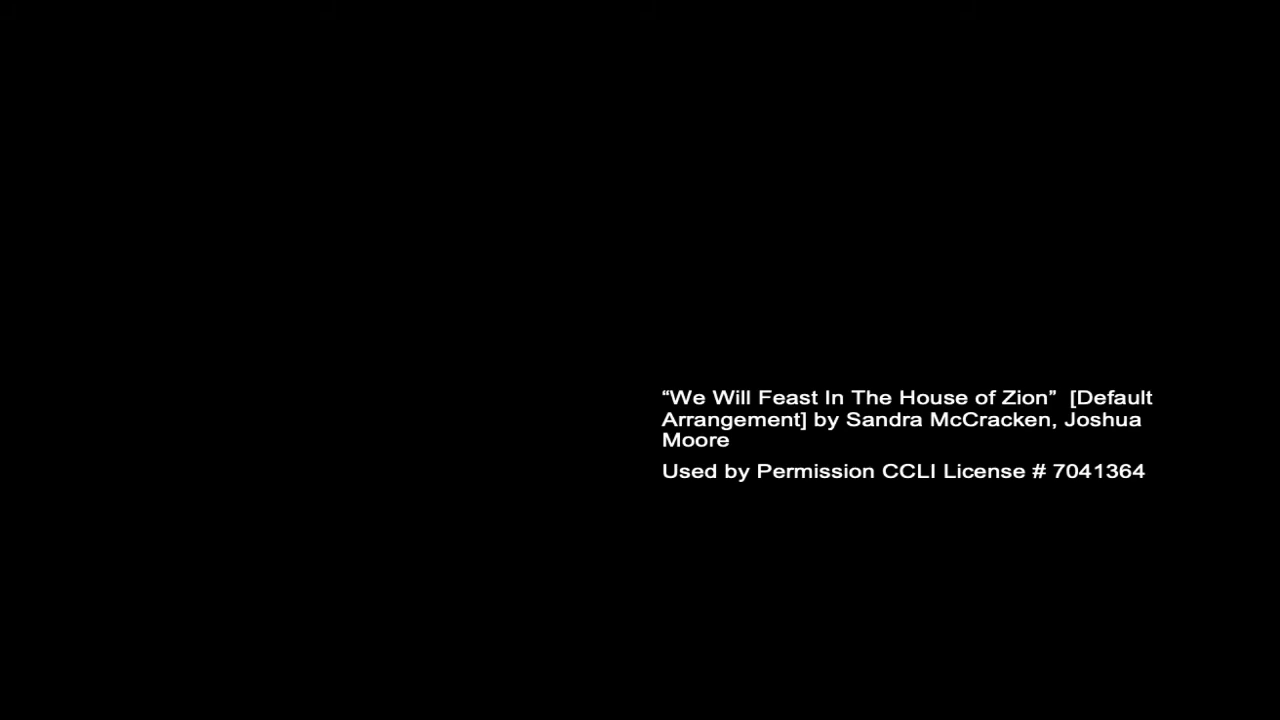 “We Will Feast In The House of Zion”  [Default
Arrangement] by Sandra McCracken, Joshua
Moore
Used by Permission CCLI License # 7041364